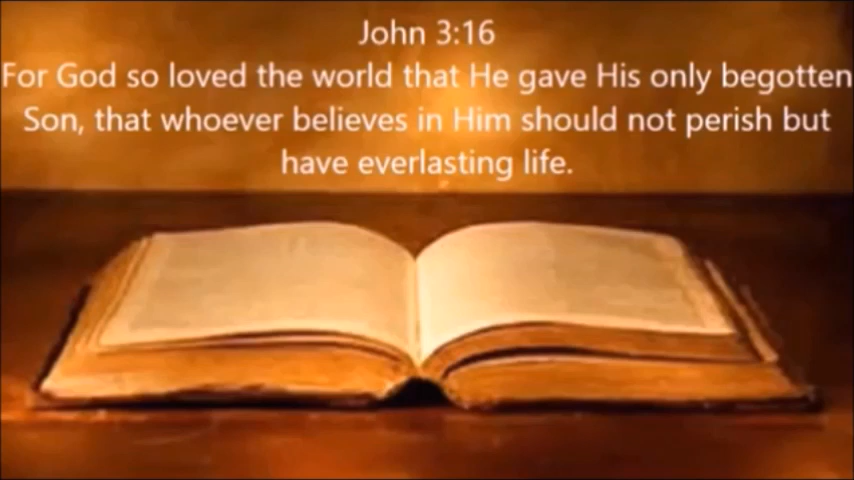 John 3:16
For God so loved the world that He gave His only begotten
Son, that whoever believes in Him should not perish but
have everlasting life.